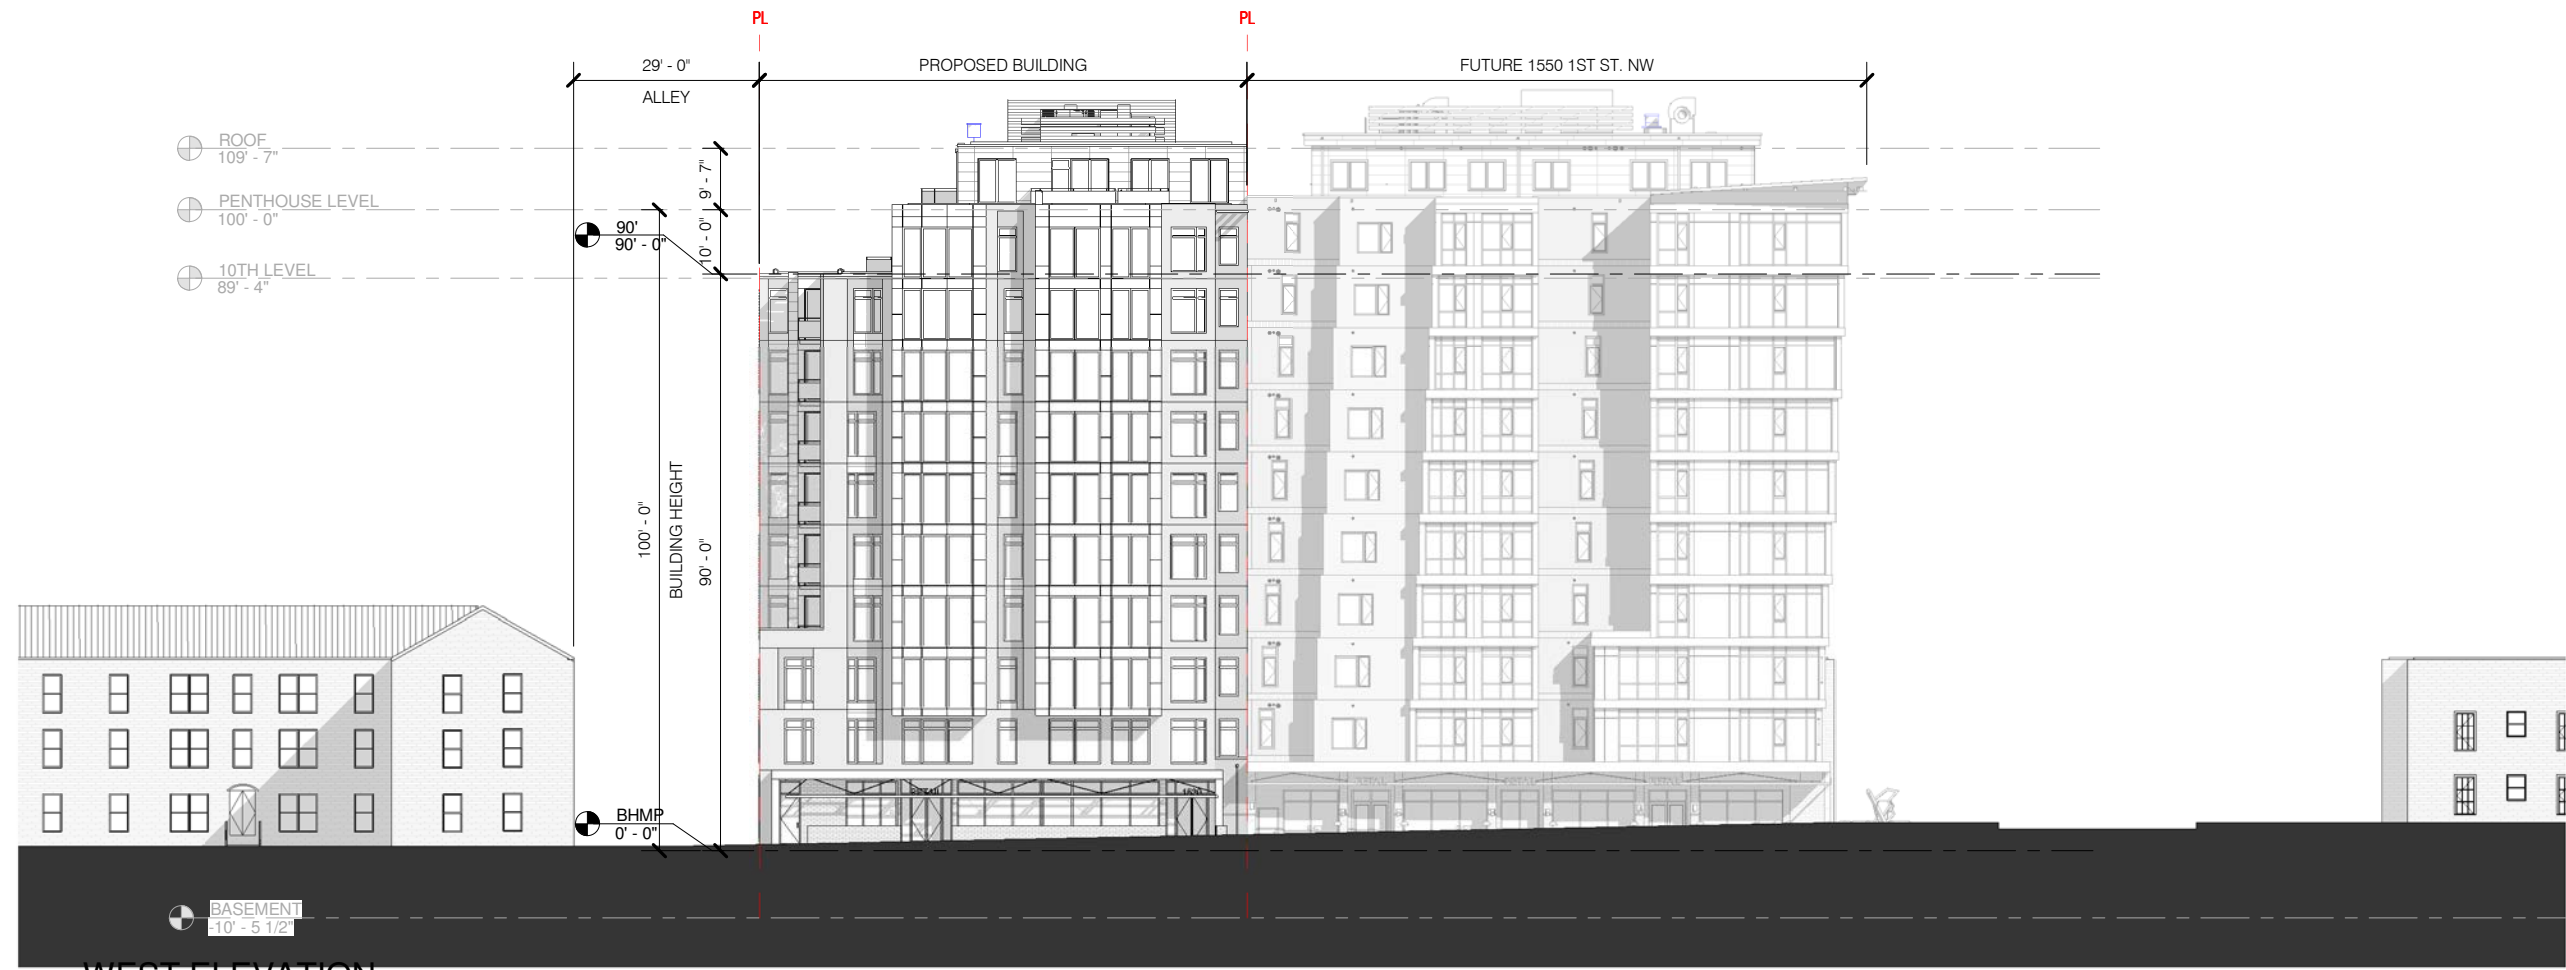 PL
PL
29' - 0"
ALLEY
PROPOSED BUILDING
FUTURE 1550 1ST ST. NW
ROOF
109' - 7"
PENTHOUSE LEVEL
100' - 0"
90'
90' - 0"
10TH LEVEL
89' - 4"
9' - 7"
10' - 0"
100' - 0"
BUILDING HEIGHT
90' - 0"
BHMP
0' - 0"
BASEMENT
-10' - 5 1/2"
WEST ELEVATION